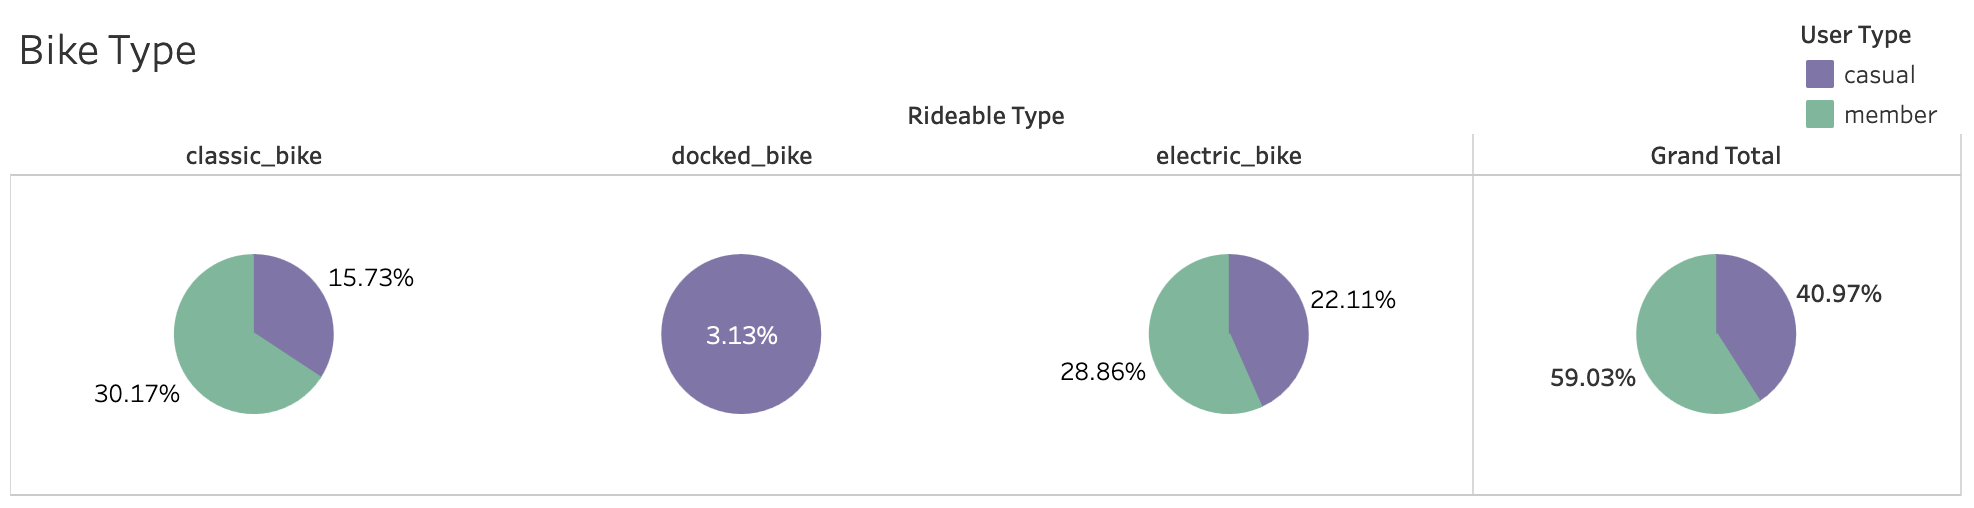 Bike Type
User Type
casual
member
Rideable Type
classic_bike
docked_bike
electric_bike
Grand Total
15.73%
30.17%
3.13%
22.11%
28.86%
40.97%
59.03%